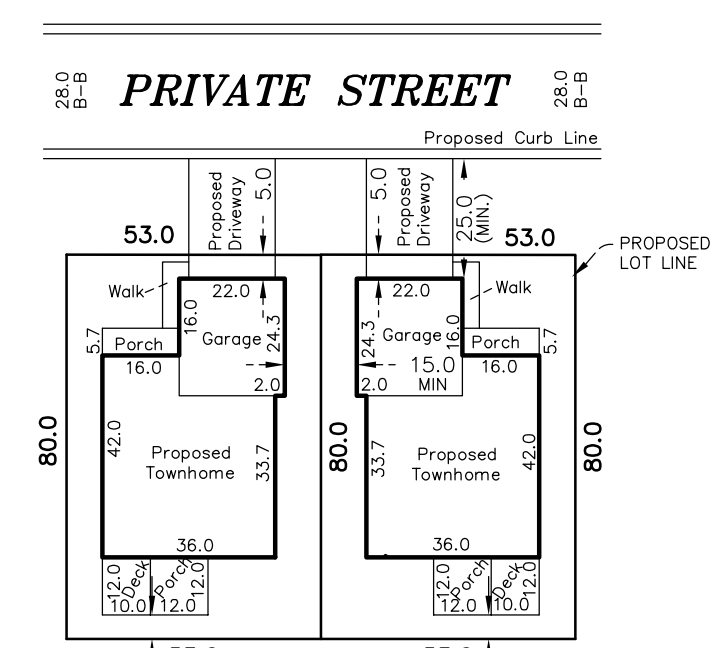 28.0
B-B
PRIVATE STREET
28.0
B-B
Proposed Curb Line
Proposed
Driveway
5.0
5.0
Proposed
Driveway
25.0
(MIN.)
53.0
53.0
PROPOSED
LOT LINE
Walk
22.0
22.0
Walk
16.0
Garage
24.3
24.3
Garage
16.0
5.7
Porch
Porch
5.7
16.0
15.0
MIN
16.0
2.0
2.0
80.0
42.0
Proposed
Townhome
33.7
80.0
33.7
Proposed
Townhome
42.0
80.0
36.0
36.0
12.0
Deck
Porch
12.0
10.0
12.0
12.0
Porch
Deck
12.0
12.0
10.0